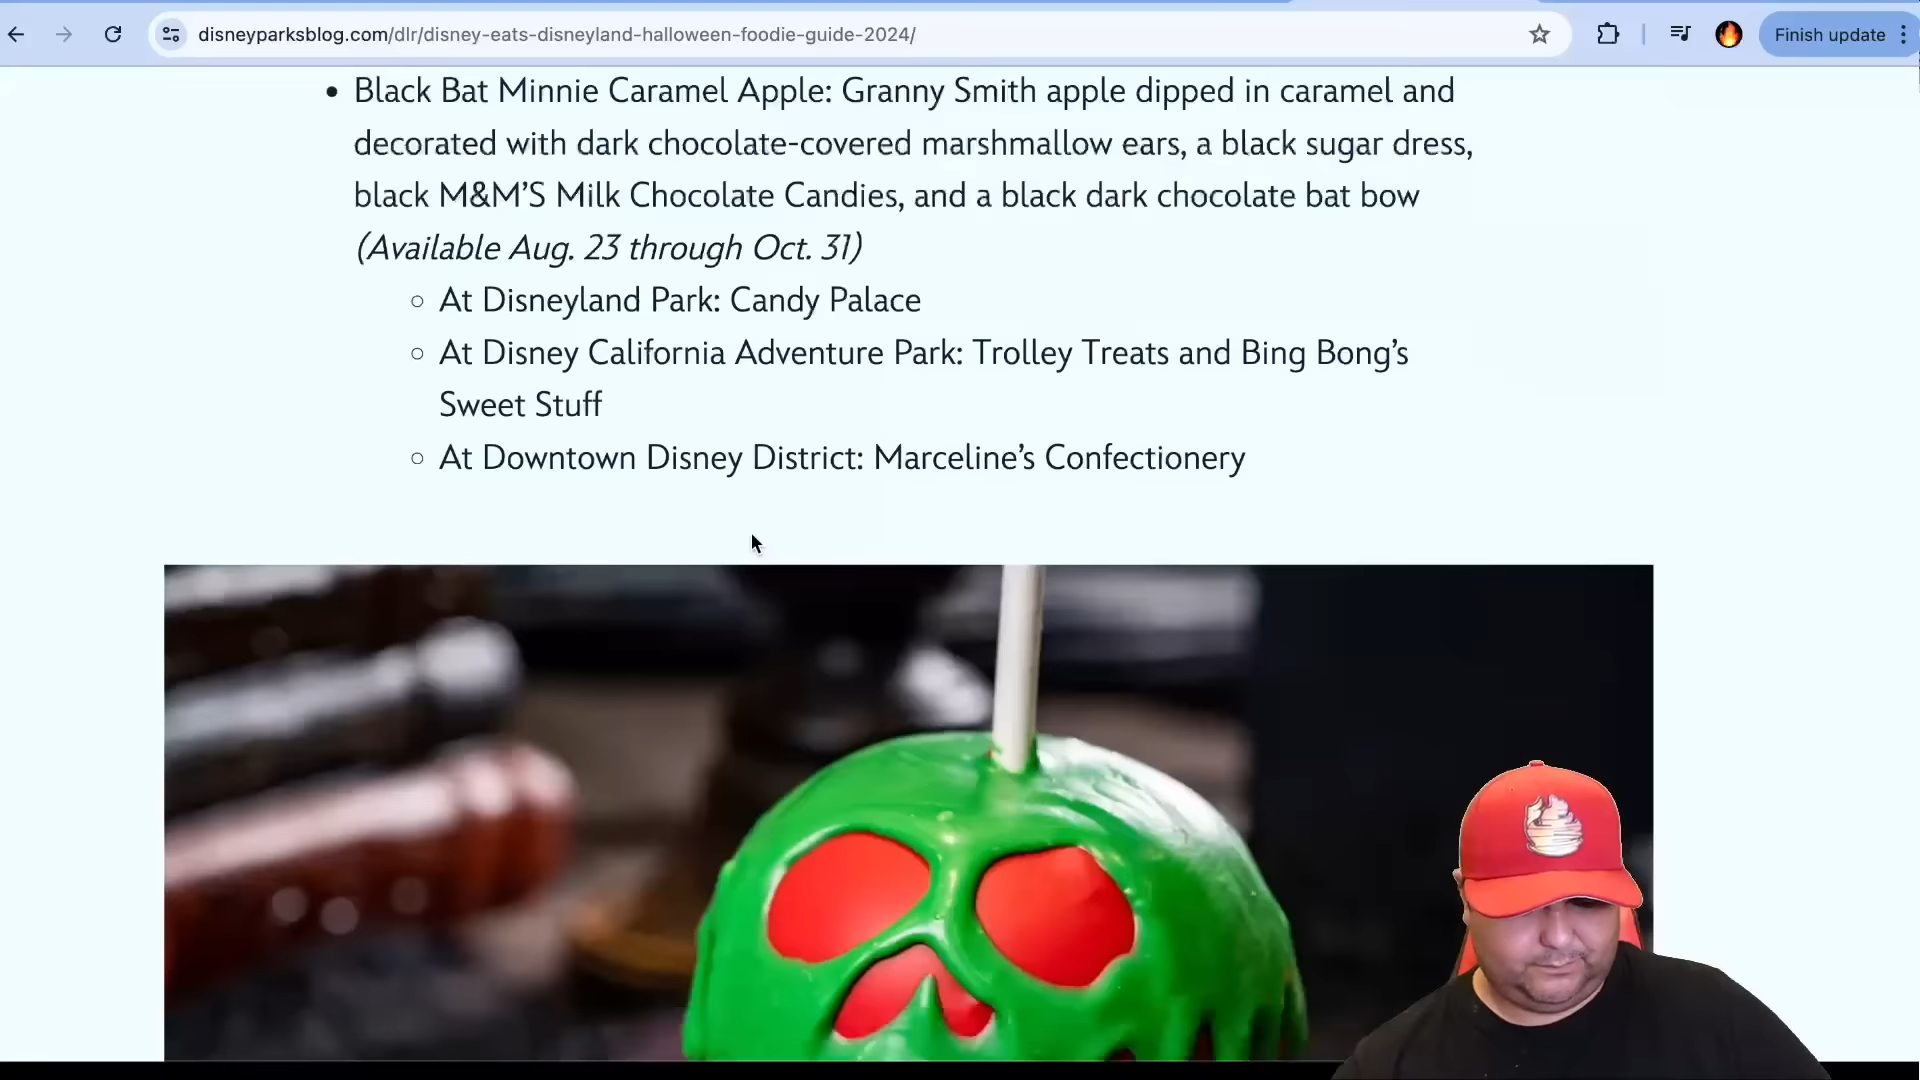 disneyparksblog.com/dlr/disney-eats-disneyland-halloween-foodie-guide-2024/
Finish update
Black Bat Minnie Caramel Apple: Granny Smith apple dipped in caramel and
decorated with dark chocolate-covered marshmallow ears, a black sugar dress,
black M&M’S Milk Chocolate Candies, and a black dark chocolate bat bow
(Available Aug. 23 through Oct. 31)
At Disneyland Park: Candy Palace
At Disney California Adventure Park: Trolley Treats and Bing Bong’s
Sweet Stuff
At Downtown Disney District: Marceline’s Confectionery